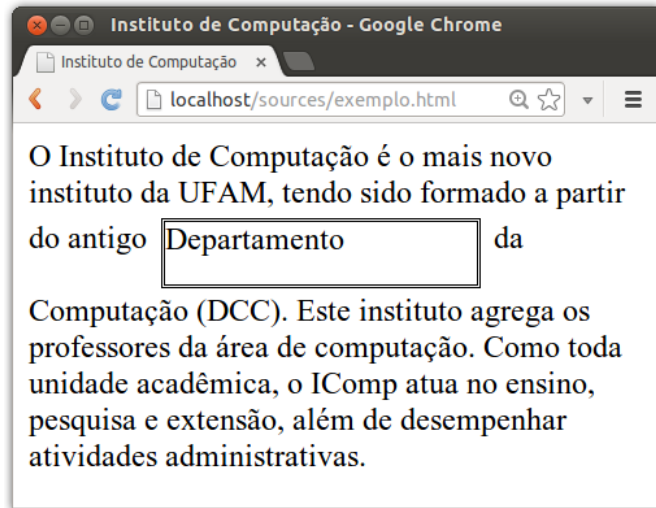 Instituto de Computação - Google Chrome
Instituto de Computação ×
localhost/sources/exemplo.html
O Instituto de Computação é o mais novo
instituto da UFAM, tendo sido formado a partir
do antigo Departamento da
Computação (DCC). Este instituto agrega os
professores da área de computação. Como toda
unidade acadêmica, o IComp atua no ensino,
pesquisa e extensão, além de desempenhar
atividades administrativas.